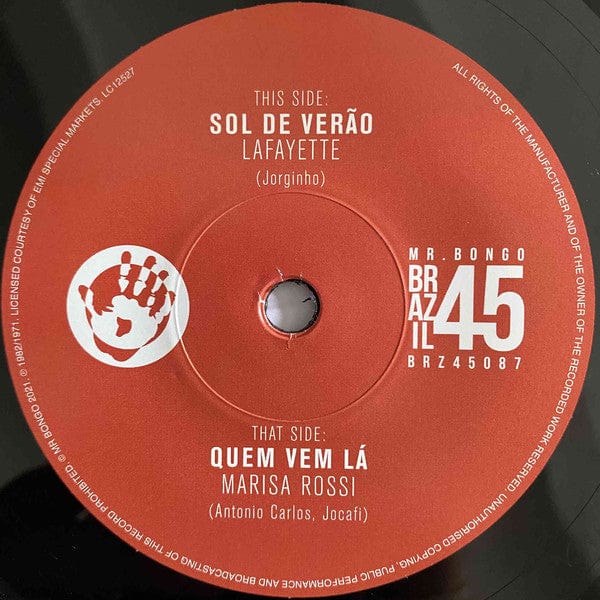 THIS SIDE:
SOL DE VERÃO
LAFAYETTE
(Jorginho)
MR.BONGO
BR
AZ
IL
45
BRZ45087
THAT SIDE:
QUEM VEM LÁ
MARISA ROSSI
(Antonio Carlos, Jocafi)
ALL RIGHTS OF THE MANUFACTURER AND OF THE OWNER OF THE RECORDED WORK RESERVED. UNAUTHORISED COPYING, PUBLIC PERFORMANCE AND BROADCASTING OF THIS RECORD PROHIBITED © MR BONGO 2021. ℗ 1982/1971. LICENSED COURTESY OF EMI SPECIAL MARKETS. LC12527